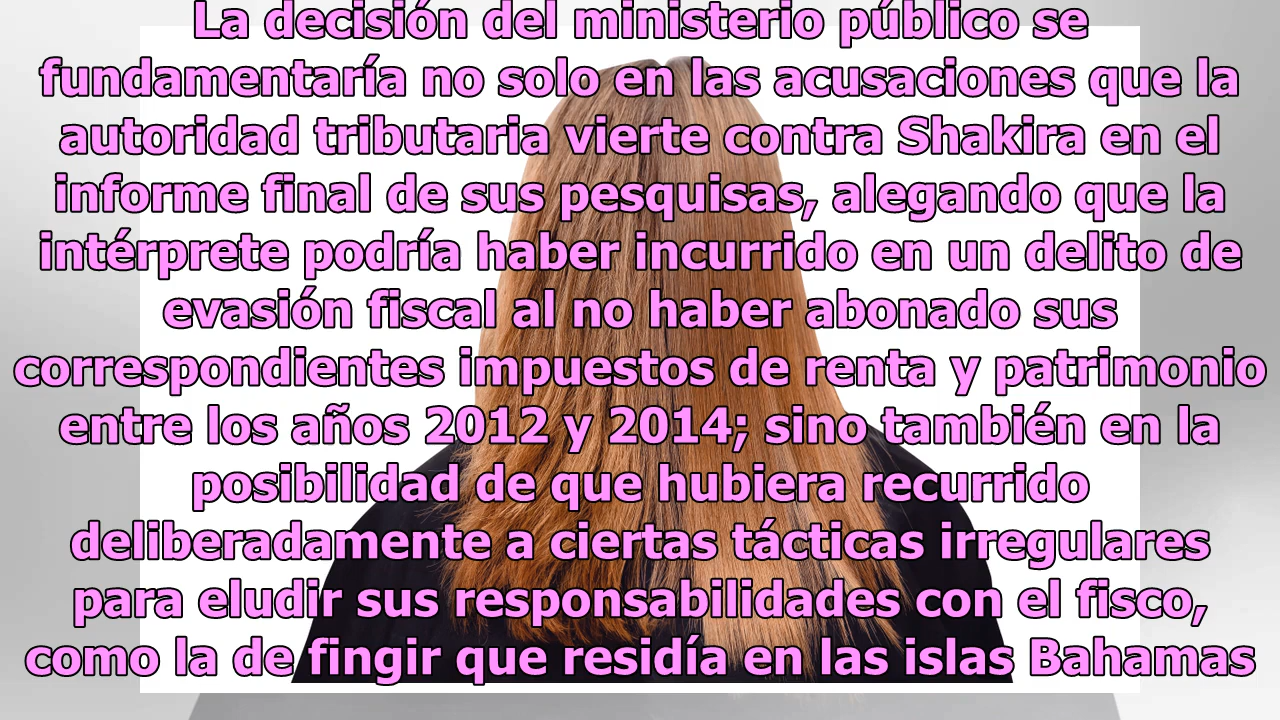 La decisión del ministerio público se
fundamentaría no solo en las acusaciones que la
autoridad tributaria vierte contra Shakira en el
informe final de sus pesquisas, alegando que la
intérprete podría haber incurrido en un delito de
evasión fiscal al no haber abonado sus
correspondientes impuestos de renta y patrimonio
entre los años 2012 y 2014; sino también en la
posibilidad de que hubiera recurrido
deliberadamente a ciertas tácticas irregulares
para eludir sus responsabilidades con el fisco,
como la de fingir que residía en las islas Bahamas